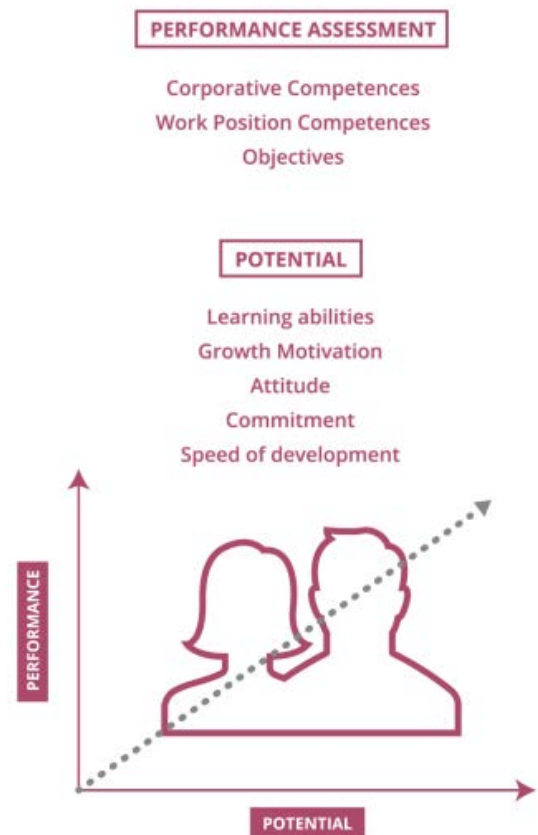 PERFORMANCE ASSESSMENT
Corporative Competences
Work Position Competences
Objectives
POTENTIAL
Learning abilities
Growth Motivation
Attitude
Commitment
Speed of development
PERFORMANCE
POTENTIAL